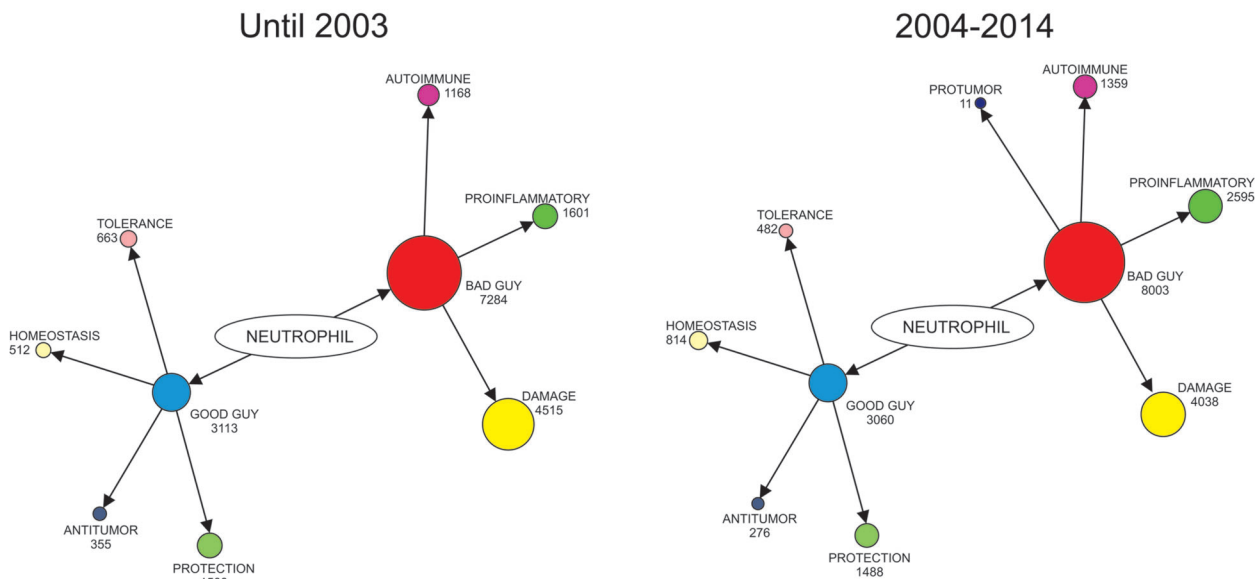 Until 2003
AUTOIMMUNE
1168
PROINFLAMMATORY
1601
TOLERANCE
663
BAD GUY
7284
NEUTROPHIL
HOMEOSTASIS
512
DAMAGE
4515
GOOD GUY
3113
ANTITUMOR
355
PROTECTION
2004-2014
AUTOIMMUNE
1359
PROTUMOR
11
PROINFLAMMATORY
2595
TOLERANCE
482
BAD GUY
8003
NEUTROPHIL
HOMEOSTASIS
814
DAMAGE
4038
GOOD GUY
3060
ANTITUMOR
276
PROTECTION
1488